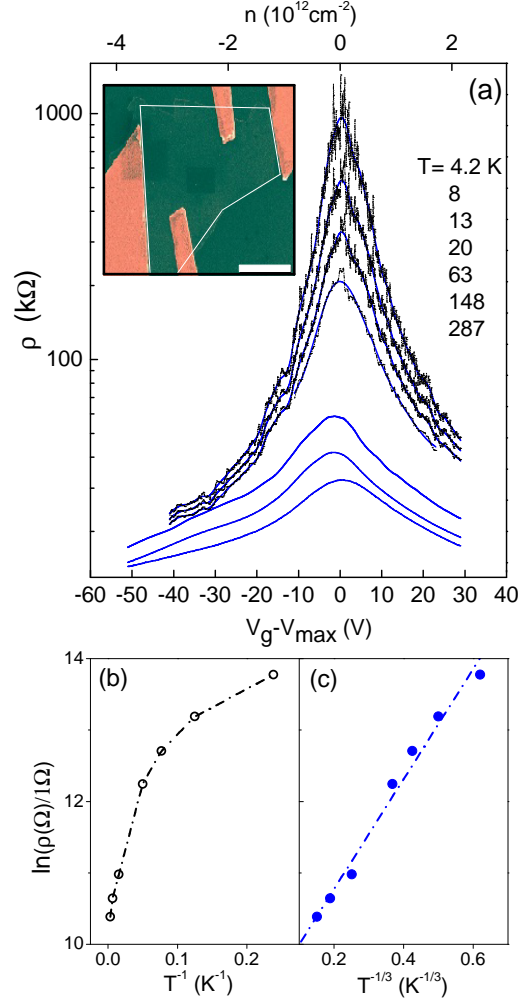 n (10^12cm^-2)
-4 -2 0 2
(a)
1000
100
ρ (kΩ)
T= 4.2 K
8
13
20
63
148
287
-60 -50 -40 -30 -20 -10 0 10 20 30 40
V_g-V_max (V)
14
12
10
ln(ρ(Ω)/1Ω)
(b)
(c)
0.0 0.1 0.2
0.2 0.4 0.6
T^-1 (K^-1)
T^-1/3 (K^-1/3)